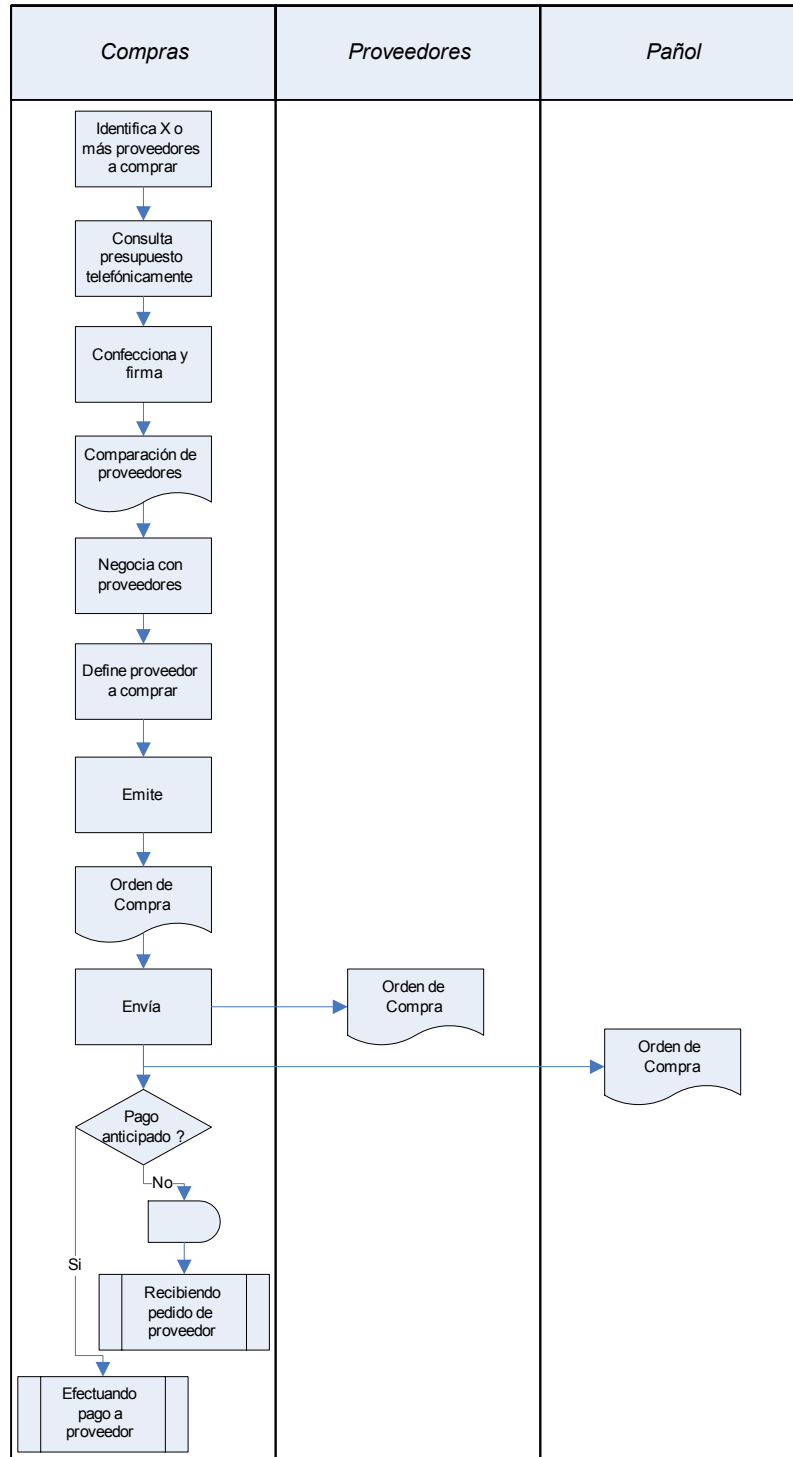 Compras
Proveedores
Pañol
Identifica X o
más proveedores
a comprar
Consulta
presupuesto
telefónicamente
Confecciona y
firma
Comparación de
proveedores
Negocia con
proveedores
Define proveedor
a comprar
Emite
Orden de
Compra
Envía
Orden de
Compra
Orden de
Compra
Pago
anticipado ?
No
Si
Recibiendo
pedido de
proveedor
Efectuando
pago a
proveedor